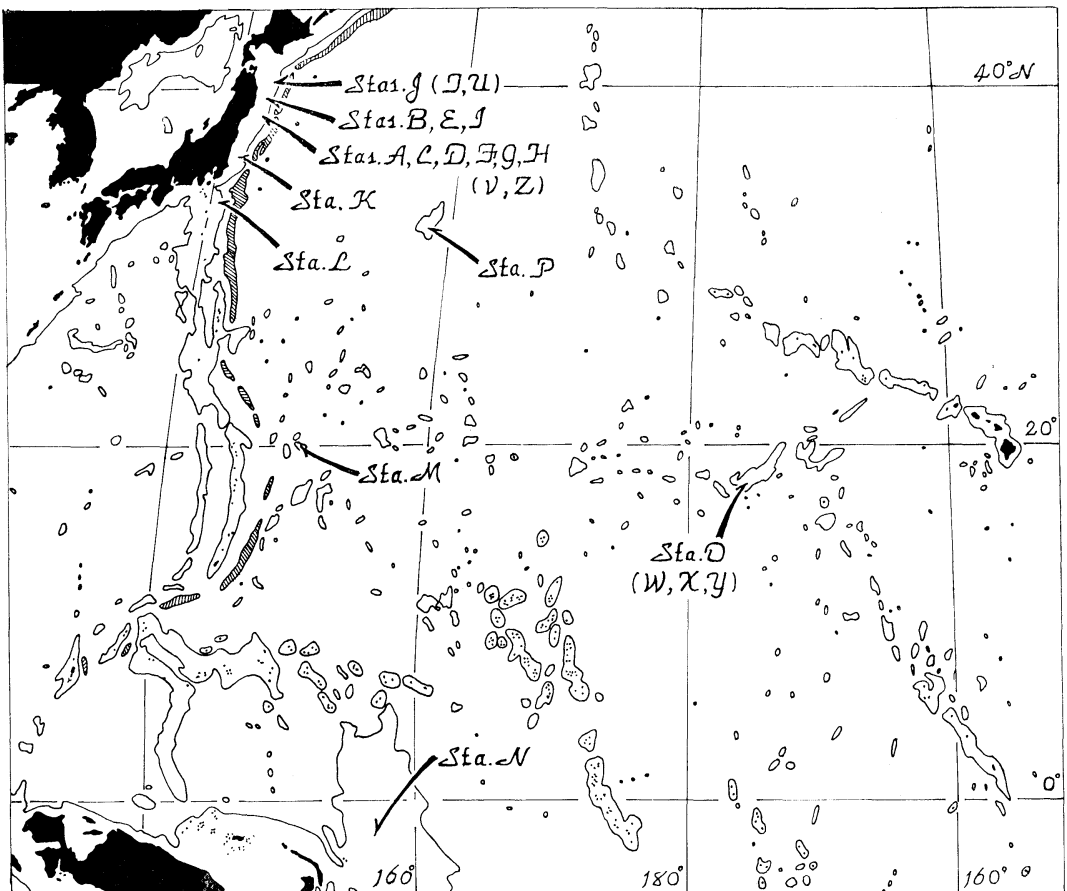 40°N
Stas. J (T, U)
Stas. B, E, I
Stas. A, C, D, F, G, H
(V, Z)
Sta. K
Sta. L
Sta. P
20°
Sta. M
Sta. O
(W, X, Y)
Sta. N
0°
160°
180°
160°